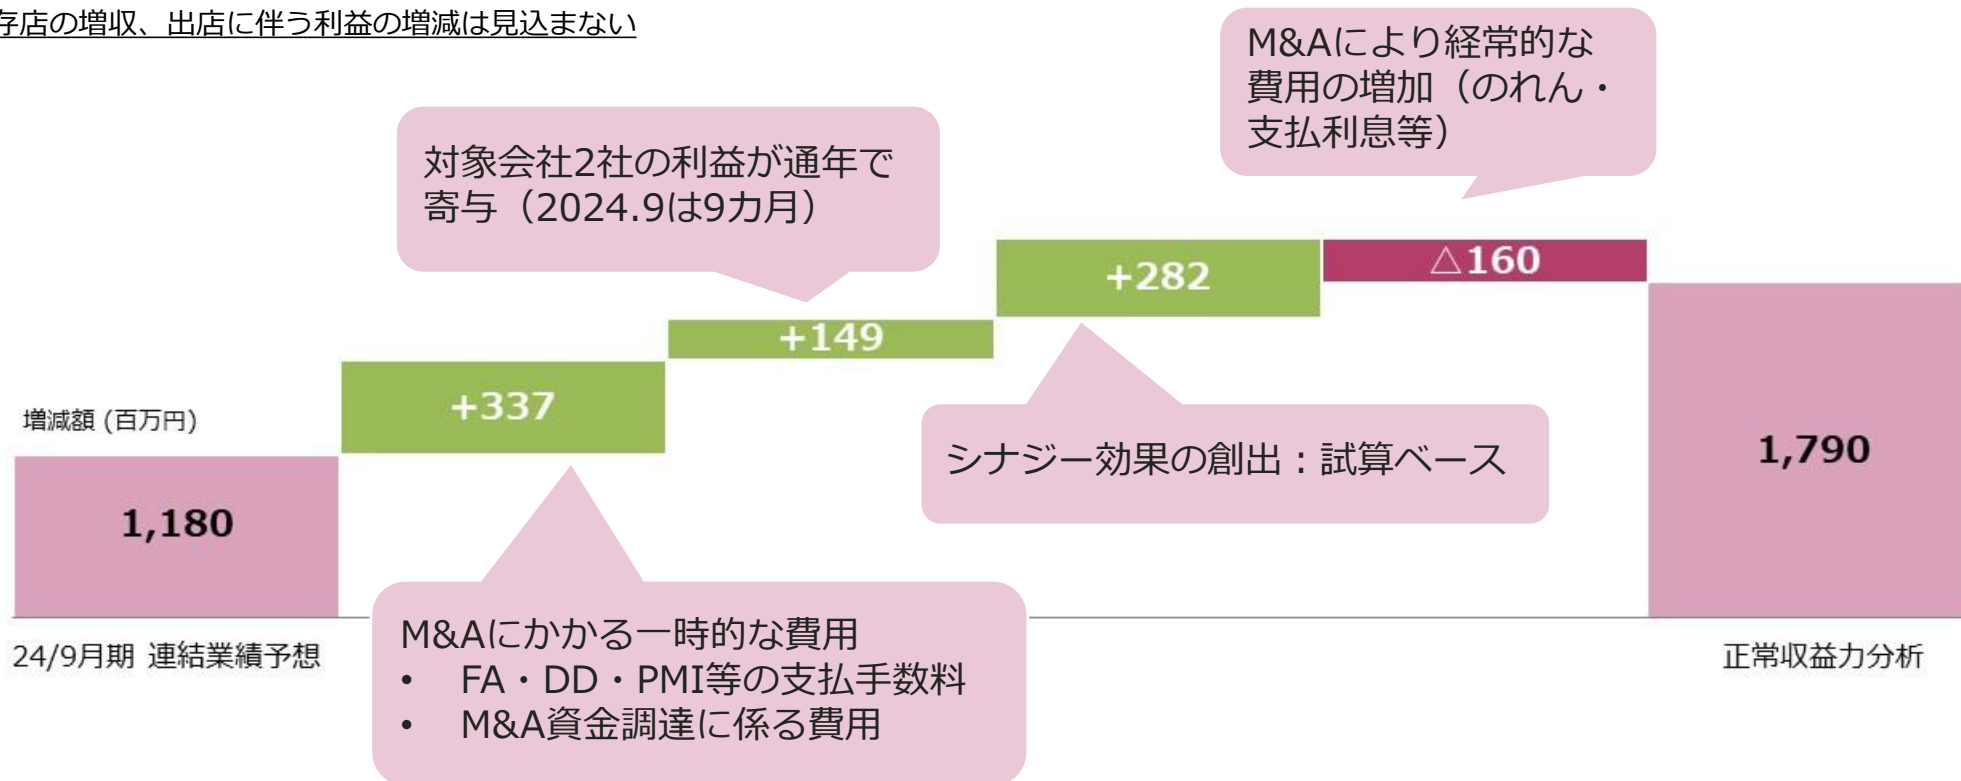 存店の増収、出店に伴う利益の増減は見込まない
M&Aにより経常的な
費用の増加（のれん・
支払利息等）
対象会社2社の利益が通年で
寄与（2024.9は9カ月）
+282
△160
+149
+337
増減額 (百万円)
シナジー効果の創出：試算ベース
1,790
1,180
24/9月期 連結業績予想
M&Aにかかる一時的な費用
• FA・DD・PMI等の支払手数料
• M&A資金調達に係る費用
正常収益力分析